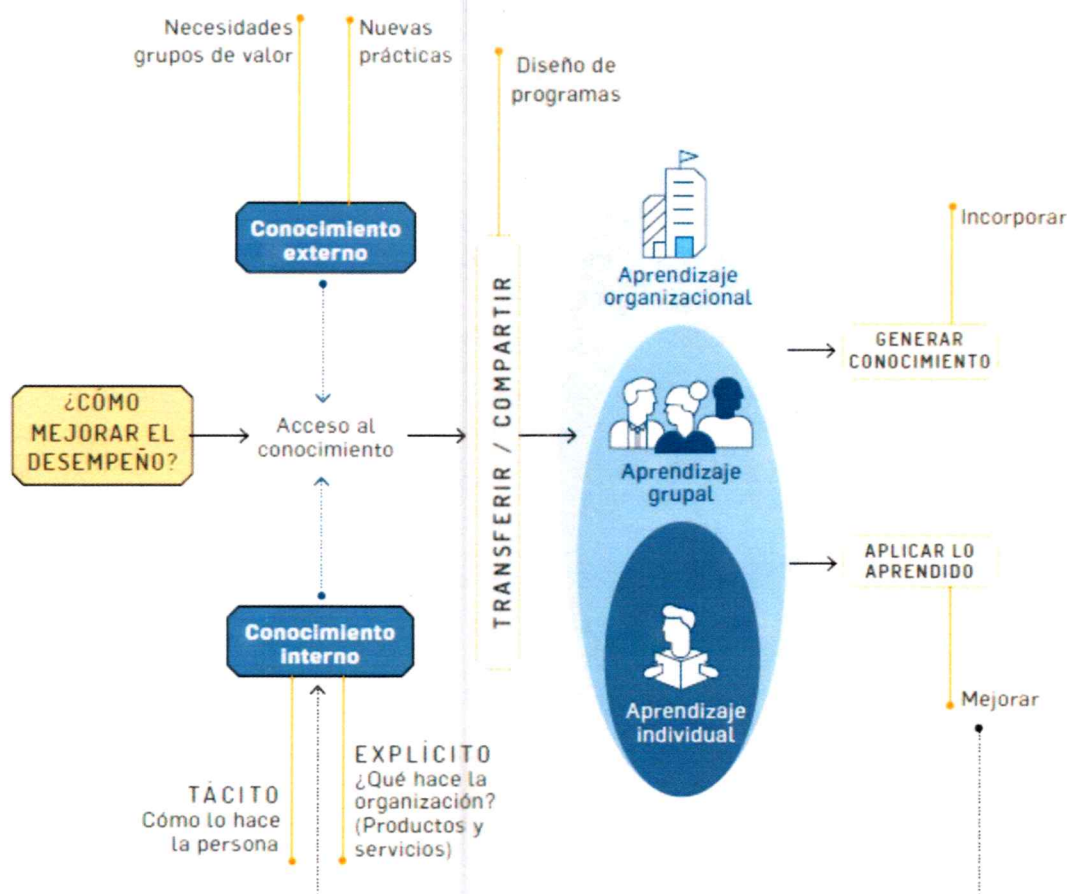 Necesidades
grupos de valor
Nuevas
prácticas
Diseño de
programas
Conocimiento
externo
Aprendizaje
organizacional
Incorporar
GENERAR
CONOCIMIENTO
¿CÓMO
MEJORAR EL
DESEMPEÑO?
Acceso al
conocimiento
TRANSFERIR / COMPARTIR
Aprendizaje
grupal
APLICAR LO
APRENDIDO
Conocimiento
interno
Aprendizaje
individual
Mejorar
TÁCITO
Cómo lo hace
la persona
EXPLÍCITO
¿Qué hace la
organización?
(Productos y
servicios)